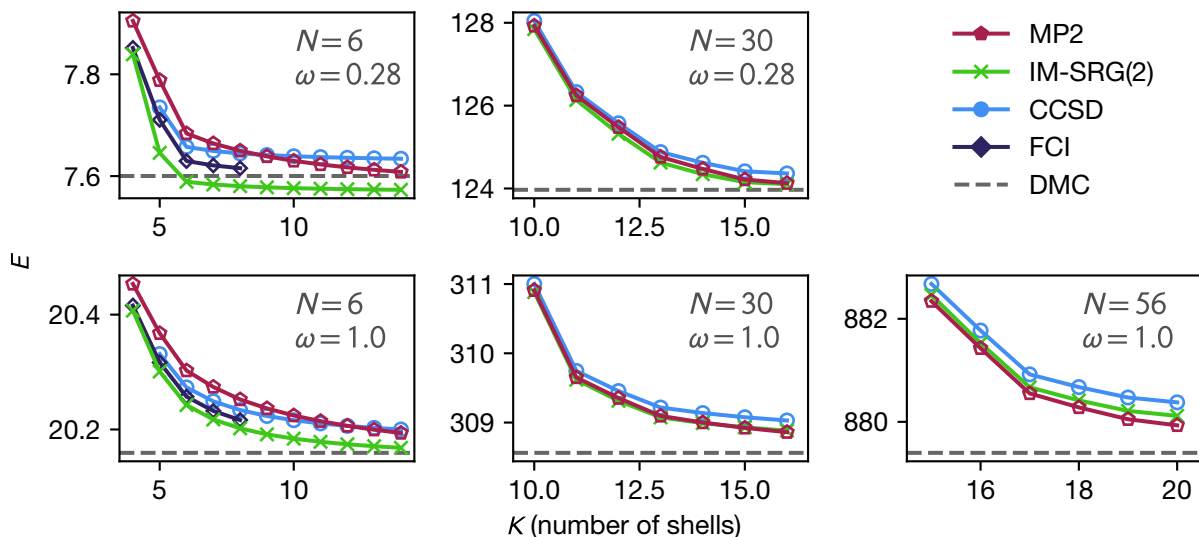 N = 6
ω = 0.28
7.8
7.6
5
10
N = 30
ω = 0.28
128
126
124
10.0
12.5
15.0
MP2
IM-SRG(2)
CCSD
FCI
DMC
E
N = 6
ω = 1.0
20.4
20.2
5
10
N = 30
ω = 1.0
311
310
309
10.0
12.5
15.0
N = 56
ω = 1.0
882
880
16
18
20
K (number of shells)